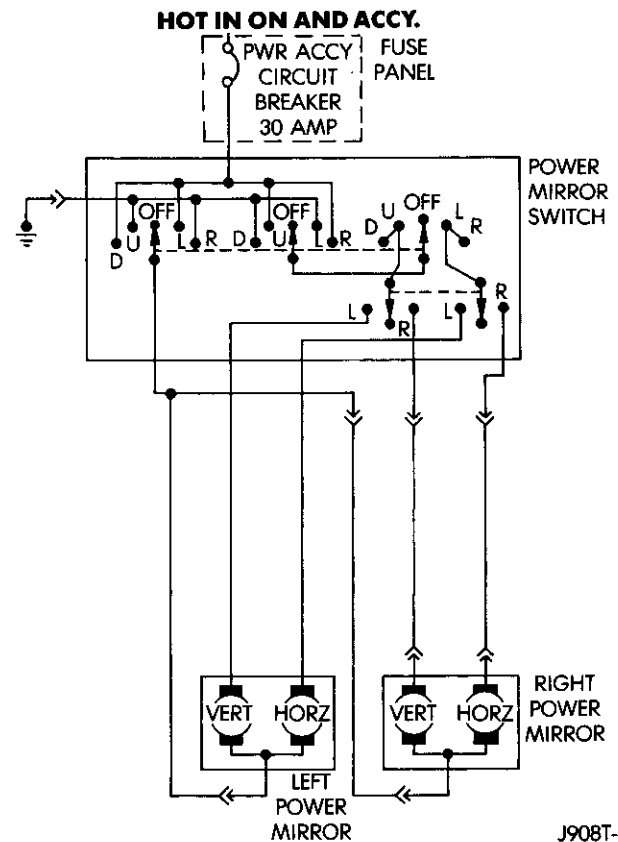 HOT IN ON AND ACCY.
PWR ACCY
CIRCUIT
BREAKER
30 AMP
FUSE
PANEL
POWER
MIRROR
SWITCH
OFF
D
U
L
R
OFF
D
U
L
R
OFF
D
U
L
R
L
R
L
R
VERT
HORZ
LEFT
POWER
MIRROR
VERT
HORZ
RIGHT
POWER
MIRROR
J908T-